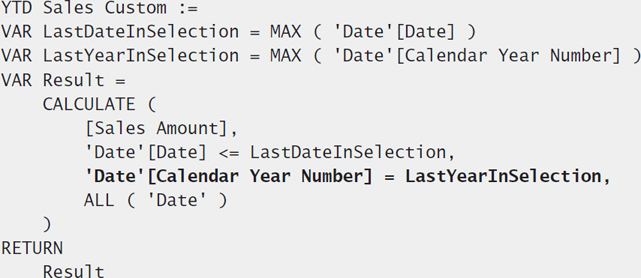 YTD Sales Custom :=
VAR LastDateInSelection = MAX ( 'Date'[Date] )
VAR LastYearInSelection = MAX ( 'Date'[Calendar Year Number] )
VAR Result =
    CALCULATE (
        [Sales Amount],
        'Date'[Date] <= LastDateInSelection,
        'Date'[Calendar Year Number] = LastYearInSelection,
        ALL ( 'Date' )
    )
RETURN
    Result